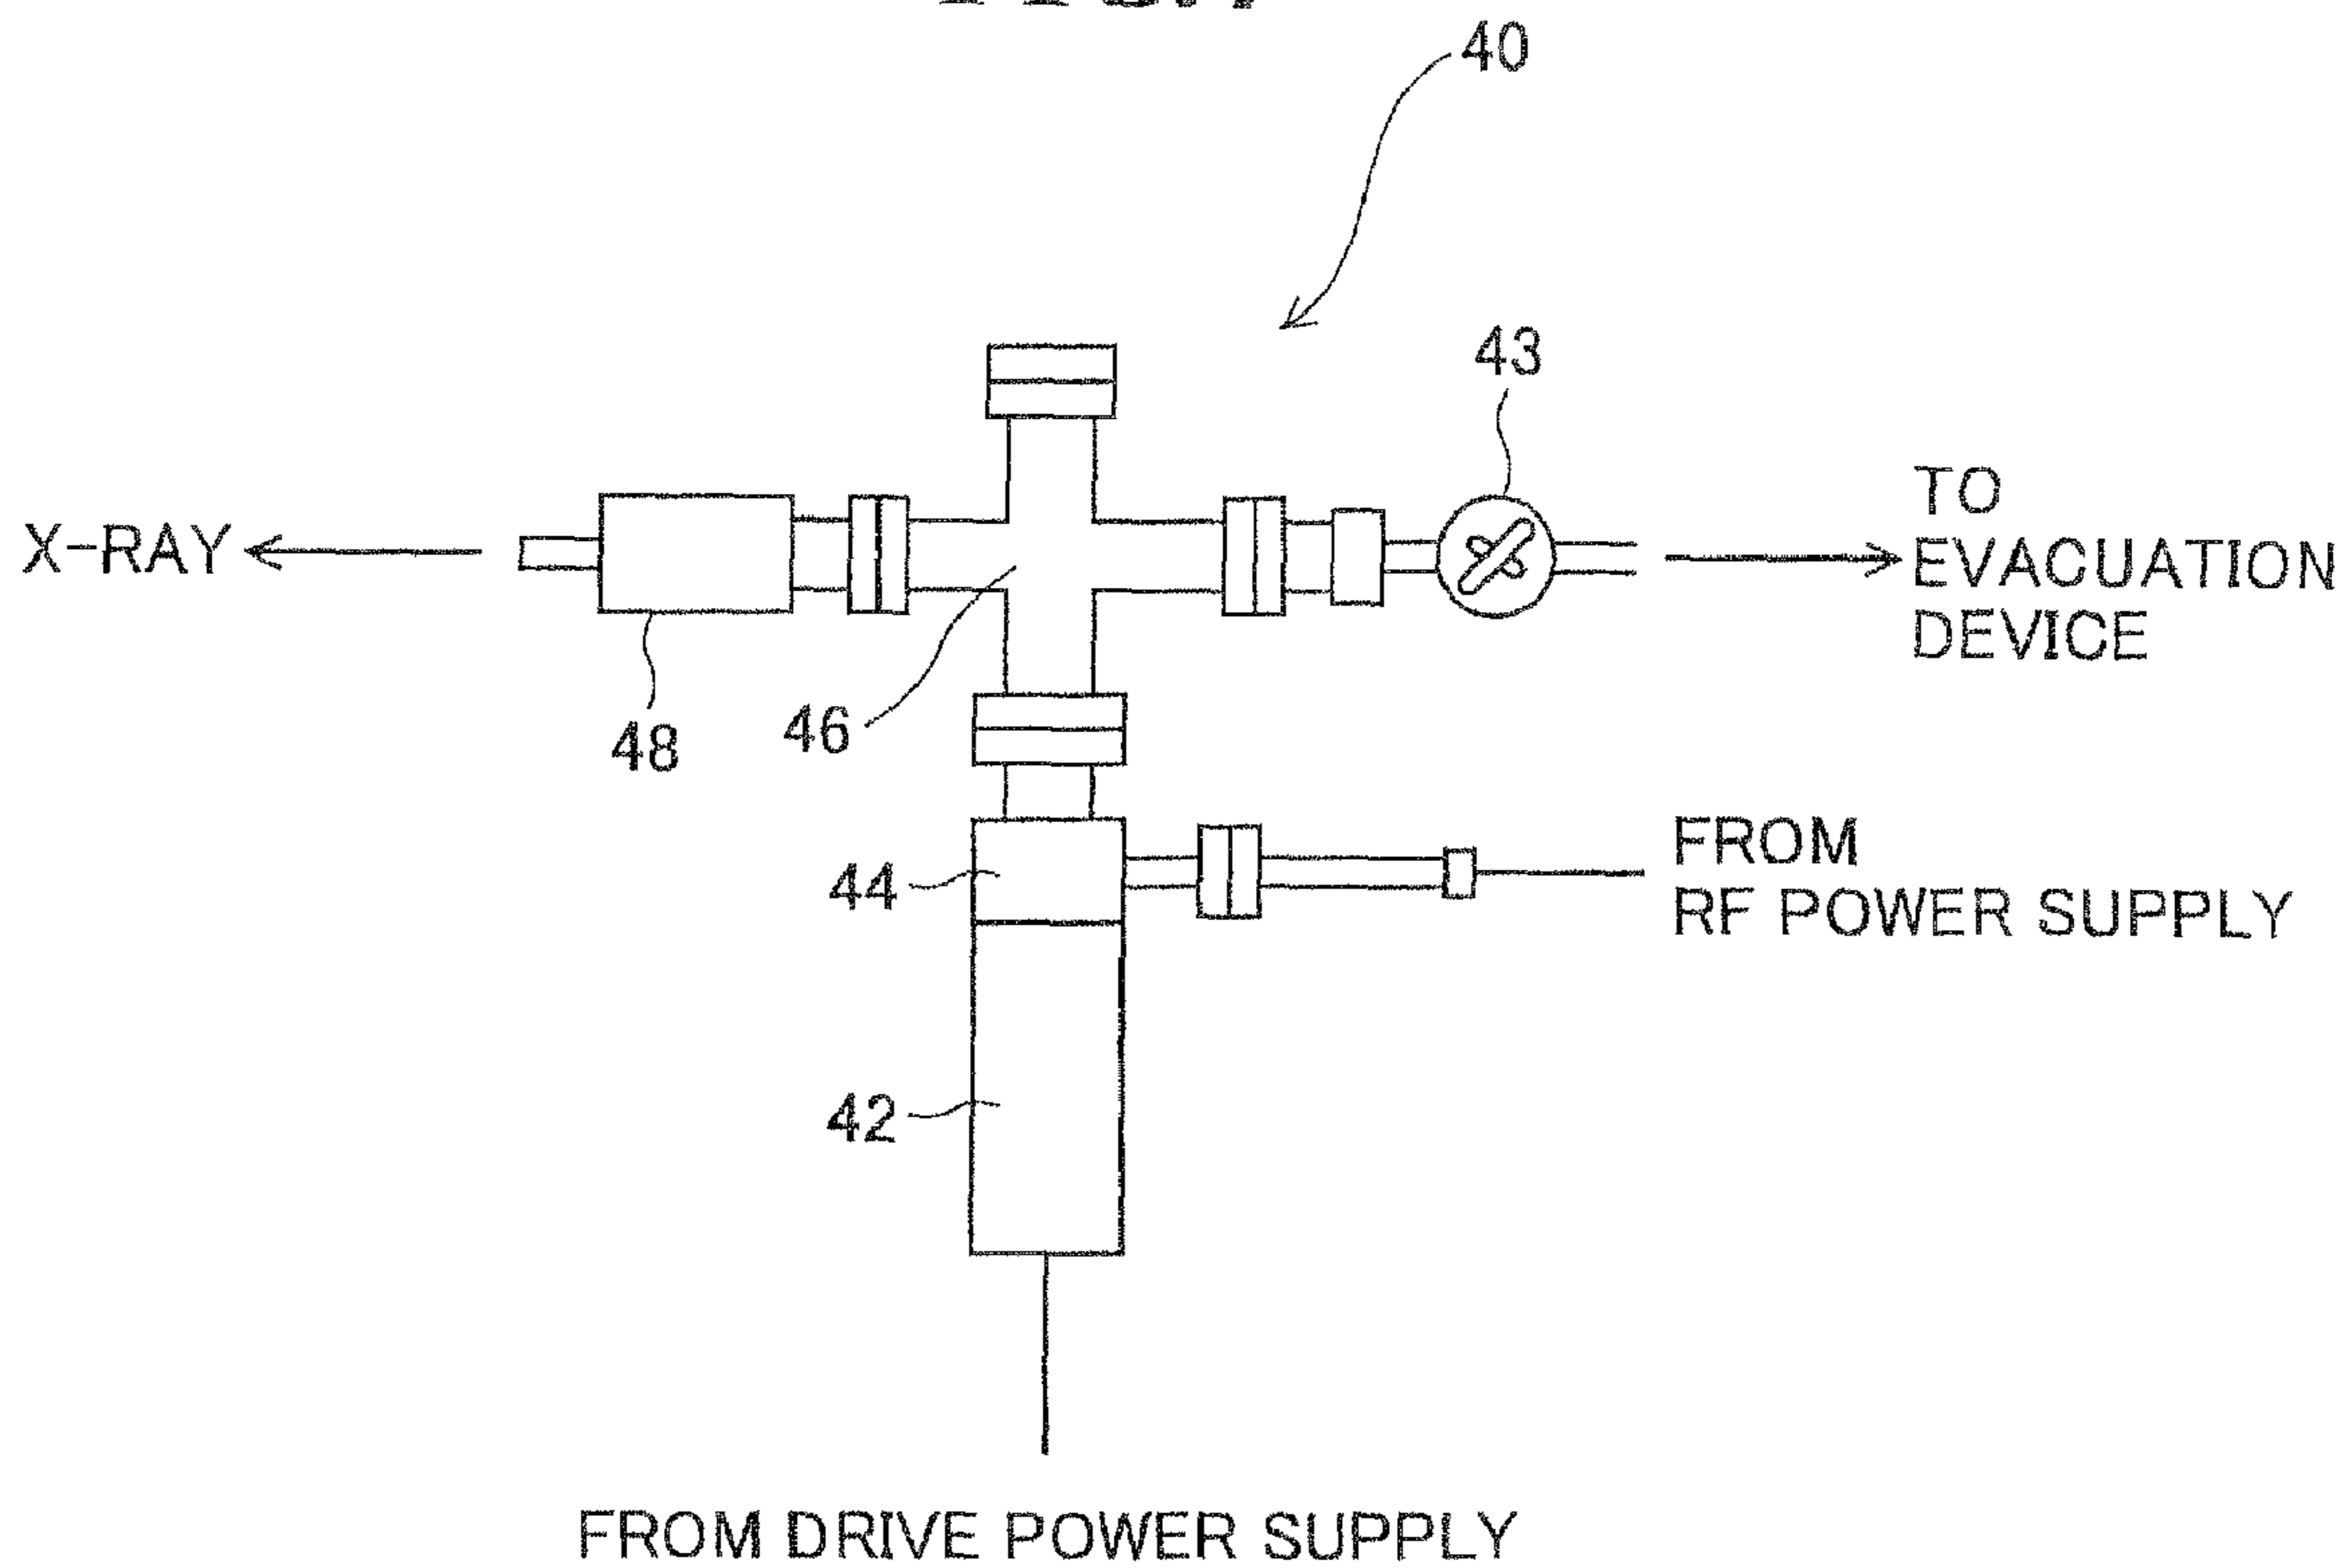 40
43
X-RAY
TO
EVACUATION
DEVICE
48
46
44
FROM
RF POWER SUPPLY
42
FROM DRIVE POWER SUPPLY